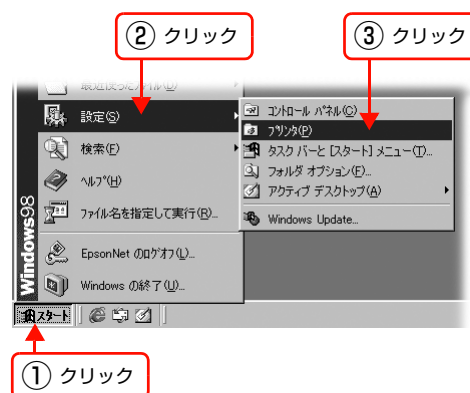 ② クリック
③ クリック
最近使ったファイル(D)
設定(S)
検索(F)
ヘルプ(H)
ファイル名を指定して実行(R)...
EpsonNet のログオフ(L)...
Windows の終了(U)...
Windows98
コントロール パネル(C)
プリンタ(P)
タスク バーと [スタート] メニュー(T)...
フォルダ オプション(F)...
アクティブ デスクトップ(A)
Windows Update...
スタート
① クリック